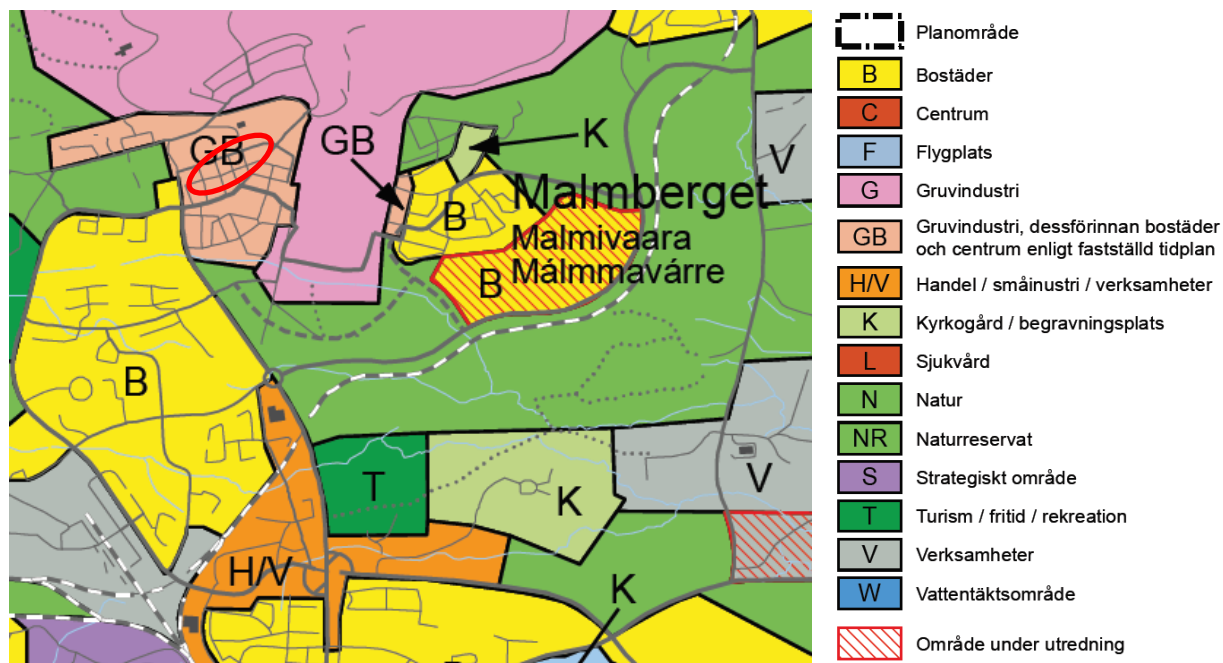 GB
GB
K
V
Malmberget
B
Malmivaara
Málmmavárre
B
B
T
K
V
H/V
K
Planområde
B Bostäder
C Centrum
F Flygplats
G Gruvindustri
GB Gruvindustri, dessförinnan bostäder
och centrum enligt fastställd tidplan
H/V Handel / småinustri / verksamheter
K Kyrkogård / begravningsplats
L Sjukvård
N Natur
NR Naturreservat
S Strategiskt område
T Turism / fritid / rekreation
V Verksamheter
W Vattentäktsområde
Område under utredning